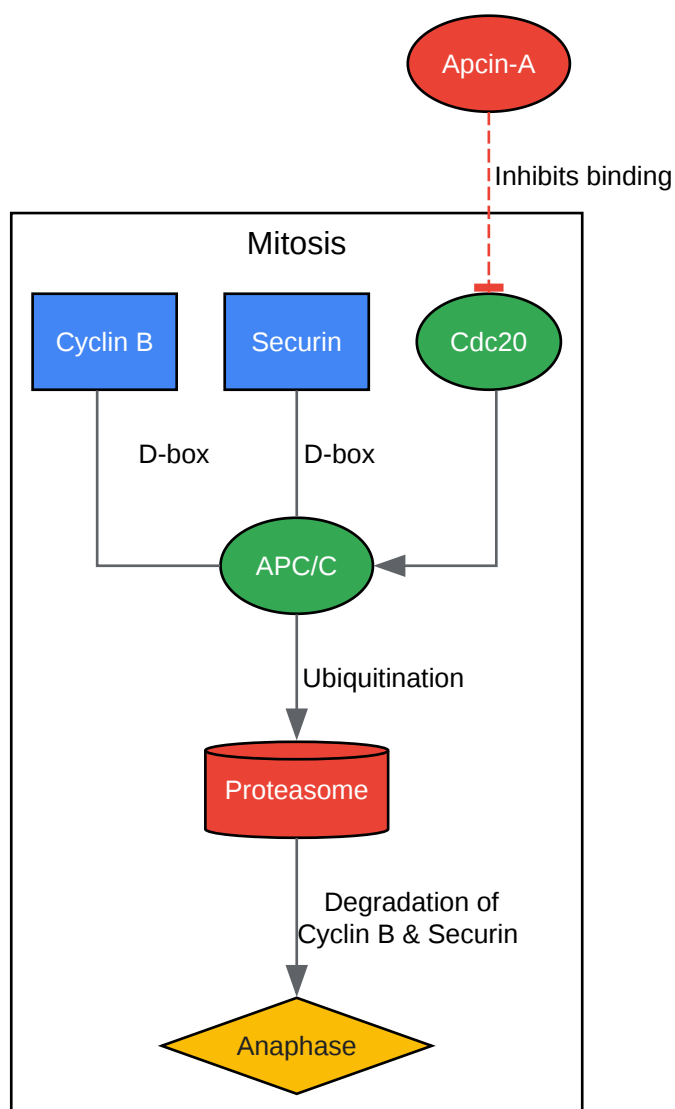 Apcin-A
Inhibits binding
Mitosis
Cyclin B
Securin
Cdc20
D-box
D-box
APC/C
Ubiquitination
Proteasome
Degradation of
Cyclin B & Securin
Anaphase